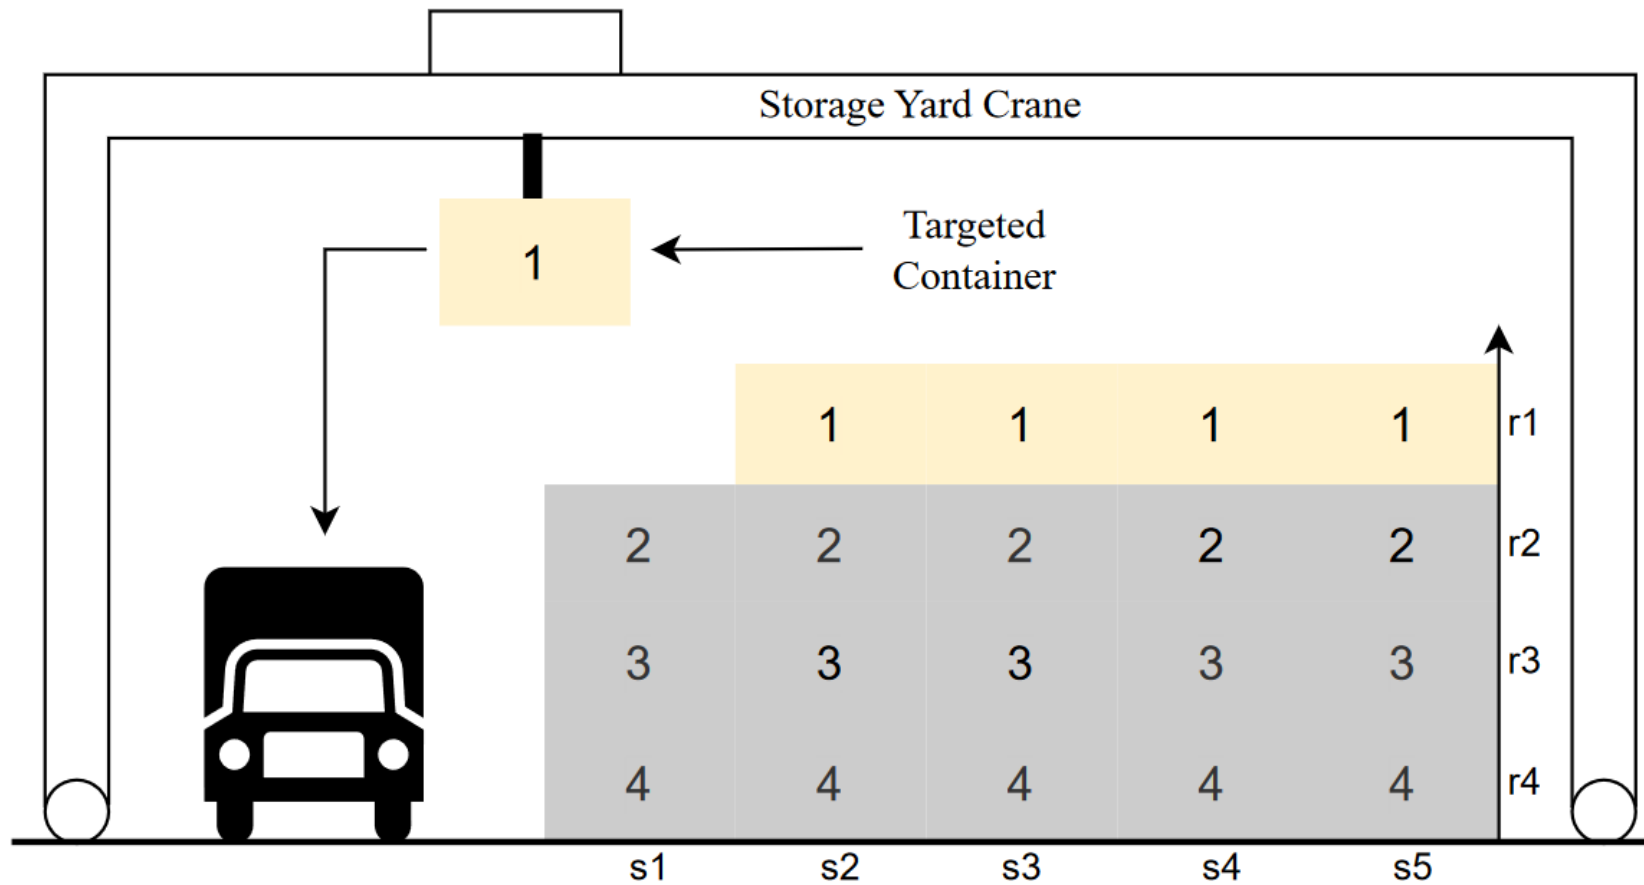 Storage Yard Crane
Targeted
Container
1
1 1 1 1 r1
2 2 2 2 2 r2
3 3 3 3 3 r3
4 4 4 4 4 r4
s1 s2 s3 s4 s5